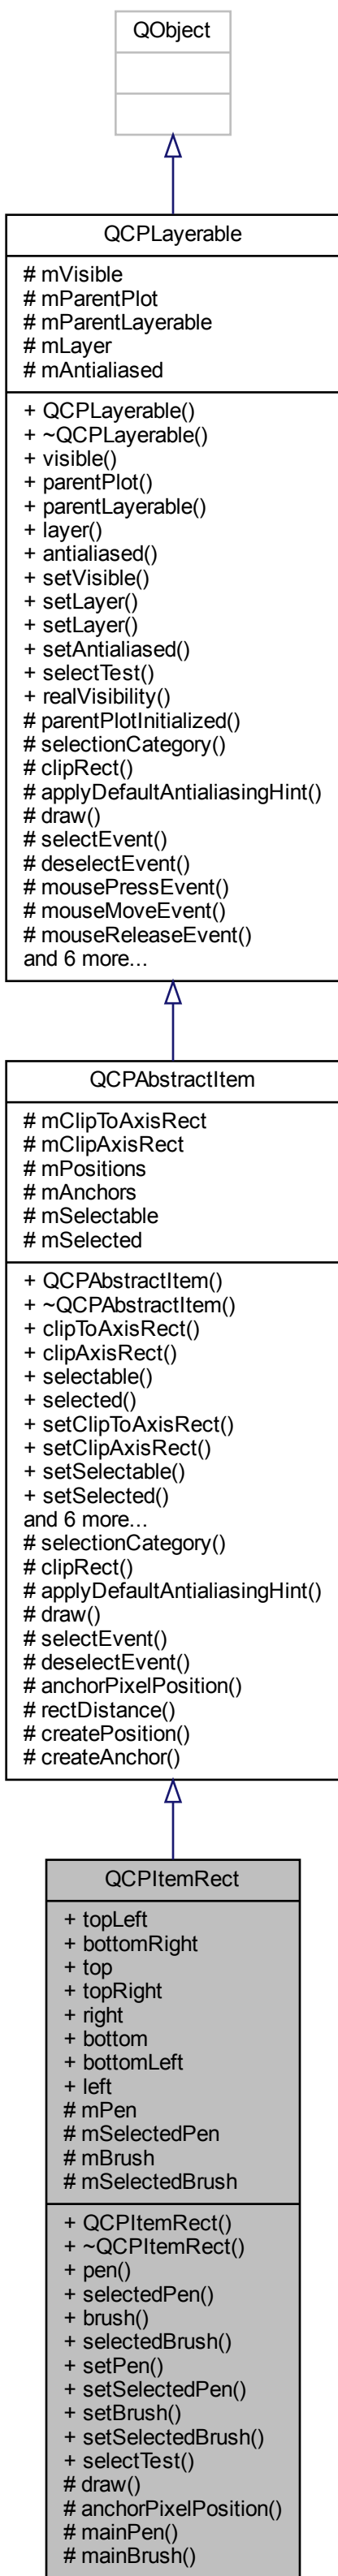 QObject
QCPLayerable
# mVisible
# mParentPlot
# mParentLayerable
# mLayer
# mAntialiased
+ QCPLayerable()
+ ~QCPLayerable()
+ visible()
+ parentPlot()
+ parentLayerable()
+ layer()
+ antialiased()
+ setVisible()
+ setLayer()
+ setLayer()
+ setAntialiased()
+ selectTest()
+ realVisibility()
# parentPlotInitialized()
# selectionCategory()
# clipRect()
# applyDefaultAntialiasingHint()
# draw()
# selectEvent()
# deselectEvent()
# mousePressEvent()
# mouseMoveEvent()
# mouseReleaseEvent()
and 6 more...
QCPAbstractItem
# mClipToAxisRect
# mClipAxisRect
# mPositions
# mAnchors
# mSelectable
# mSelected
+ QCPAbstractItem()
+ ~QCPAbstractItem()
+ clipToAxisRect()
+ clipAxisRect()
+ selectable()
+ selected()
+ setClipToAxisRect()
+ setClipAxisRect()
+ setSelectable()
+ setSelected()
and 6 more...
# selectionCategory()
# clipRect()
# applyDefaultAntialiasingHint()
# draw()
# selectEvent()
# deselectEvent()
# anchorPixelPosition()
# rectDistance()
# createPosition()
# createAnchor()
QCPItemRect
+ topLeft
+ bottomRight
+ top
+ topRight
+ right
+ bottom
+ bottomLeft
+ left
# mPen
# mSelectedPen
# mBrush
# mSelectedBrush
+ QCPItemRect()
+ ~QCPItemRect()
+ pen()
+ selectedPen()
+ brush()
+ selectedBrush()
+ setPen()
+ setSelectedPen()
+ setBrush()
+ setSelectedBrush()
+ selectTest()
# draw()
# anchorPixelPosition()
# mainPen()
# mainBrush()